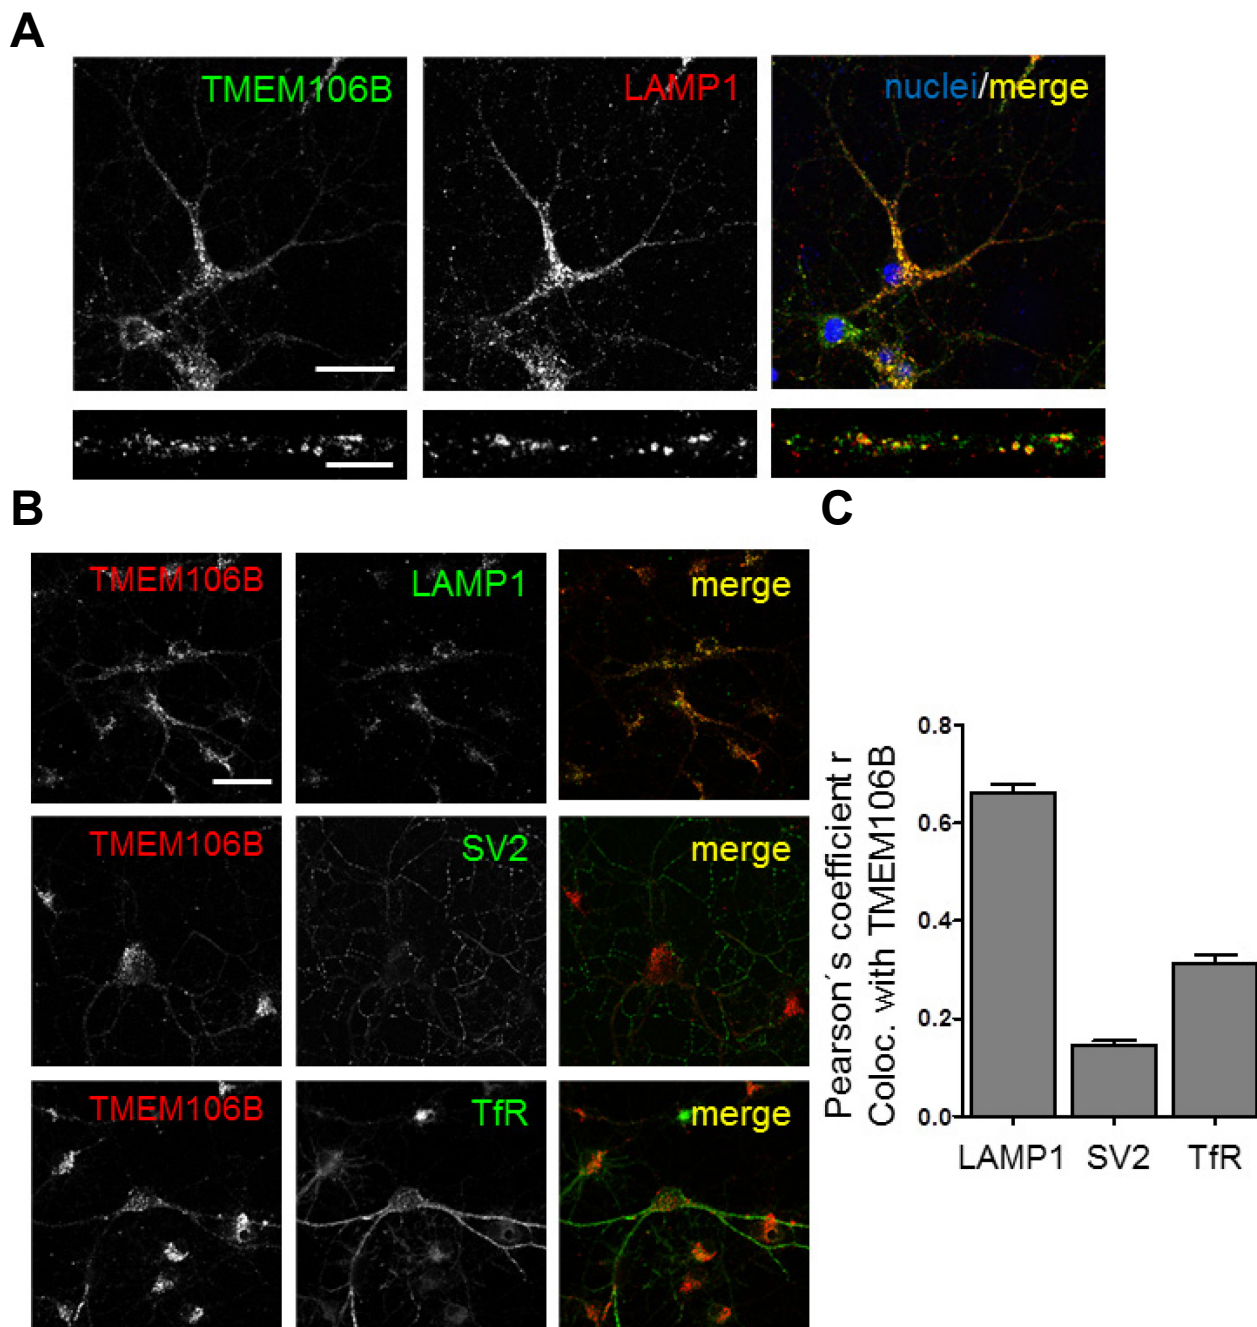 A
TMEM106B
LAMP1
nuclei/merge
B
C
TMEM106B
LAMP1
merge
TMEM106B
SV2
merge
TMEM106B
TfR
merge
Pearson´s coefficient r
Coloc. with TMEM106B
0.8
0.6
0.4
0.2
0.0
LAMP1 SV2 TfR